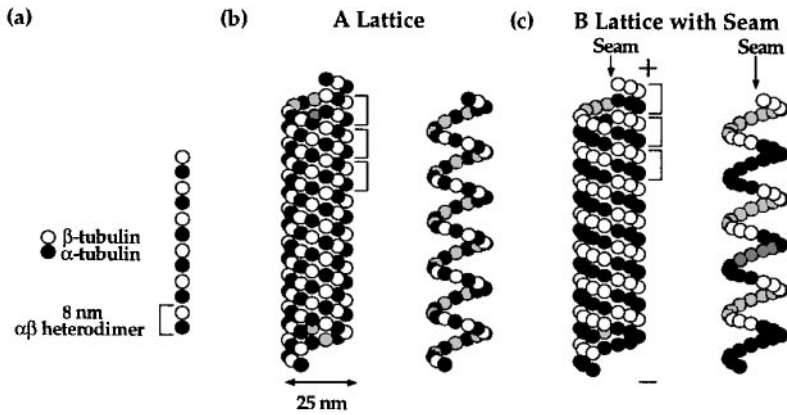 (a)
(b)
A Lattice
(c)
B Lattice with Seam
Seam
Seam
+
β-tubulin
α-tubulin
8 nm
αβ heterodimer
25 nm
−